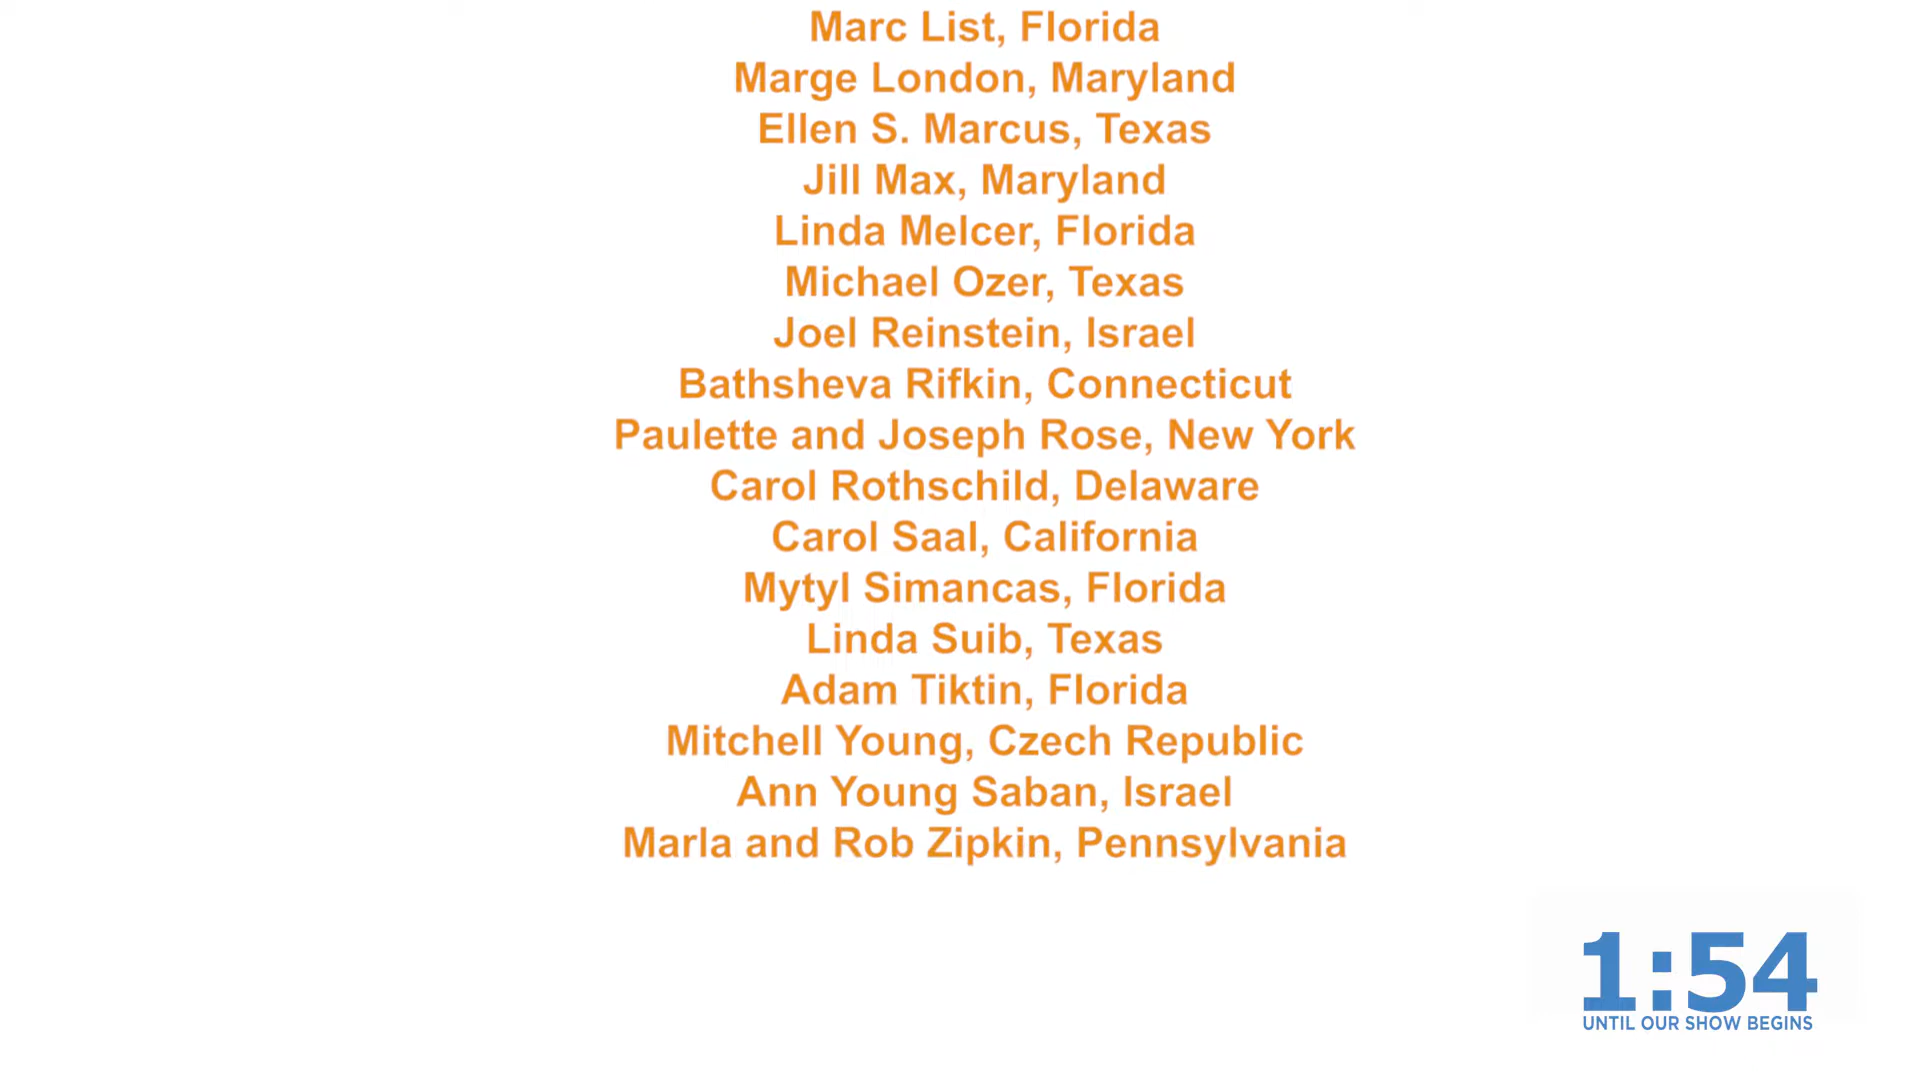 Marc List, Florida
Marge London, Maryland
Ellen S. Marcus, Texas
Jill Max, Maryland
Linda Melcer, Florida
Michael Ozer, Texas
Joel Reinstein, Israel
Bathsheva Rifkin, Connecticut
Paulette and Joseph Rose, New York
Carol Rothschild, Delaware
Carol Saal, California
Mytyl Simancas, Florida
Linda Suib, Texas
Adam Tiktin, Florida
Mitchell Young, Czech Republic
Ann Young Saban, Israel
Marla and Rob Zipkin, Pennsylvania
1:54
UNTIL OUR SHOW BEGINS